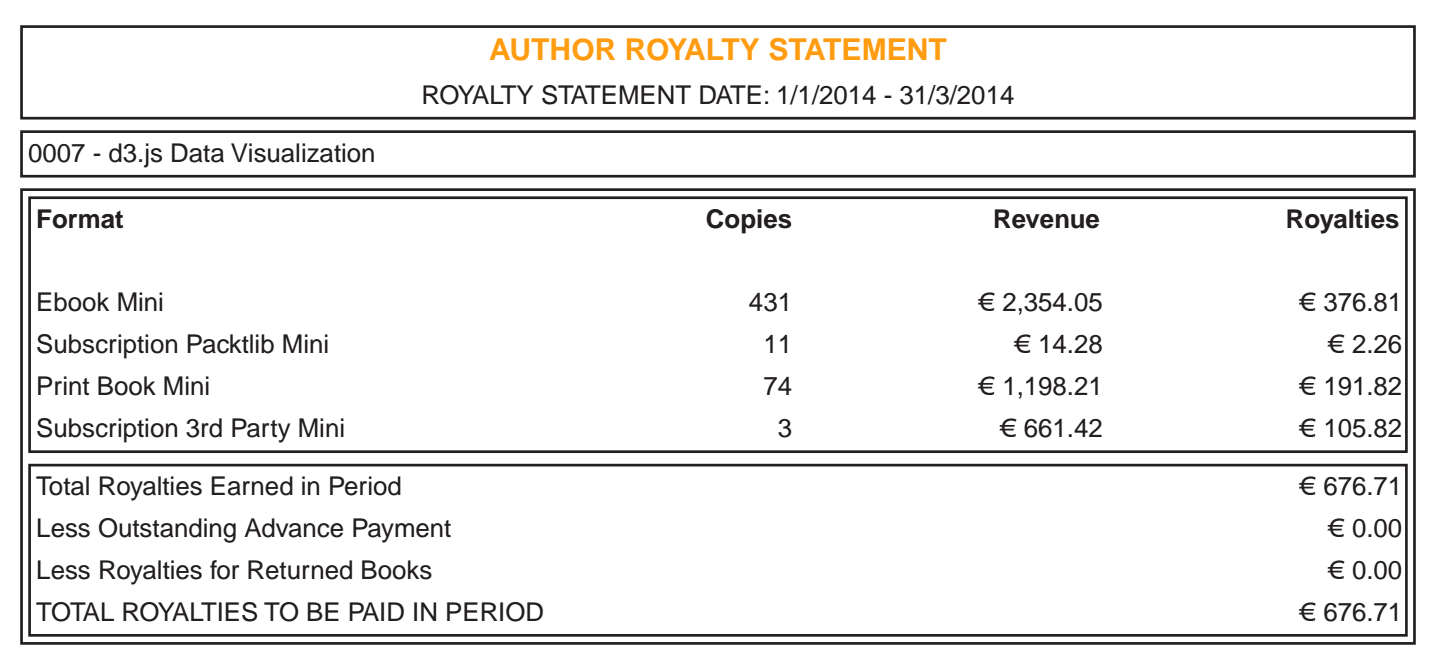 AUTHOR ROYALTY STATEMENT
ROYALTY STATEMENT DATE: 1/1/2014 - 31/3/2014
0007 - d3.js Data Visualization
Format Copies Revenue Royalties
Ebook Mini 431 € 2,354.05 € 376.81
Subscription Packtlib Mini 11 € 14.28 € 2.26
Print Book Mini 74 € 1,198.21 € 191.82
Subscription 3rd Party Mini 3 € 661.42 € 105.82
Total Royalties Earned in Period € 676.71
Less Outstanding Advance Payment € 0.00
Less Royalties for Returned Books € 0.00
TOTAL ROYALTIES TO BE PAID IN PERIOD € 676.71